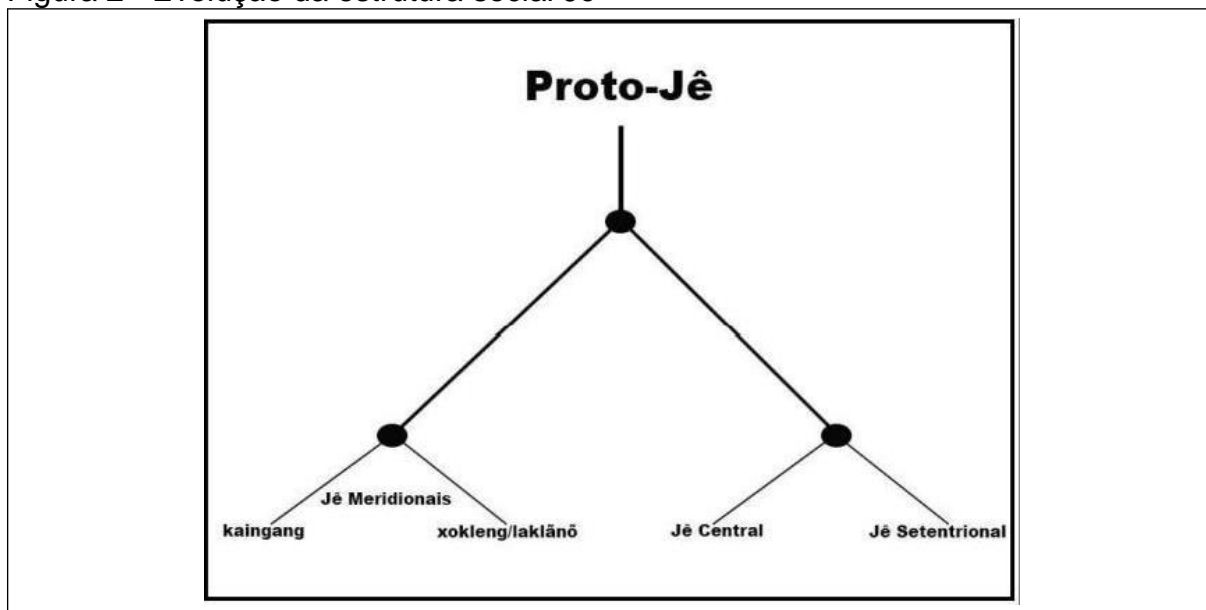 Proto-Jê
Jê Meridionais
kaingang
xokleng/laklãnõ
Jê Central
Jê Setentrional